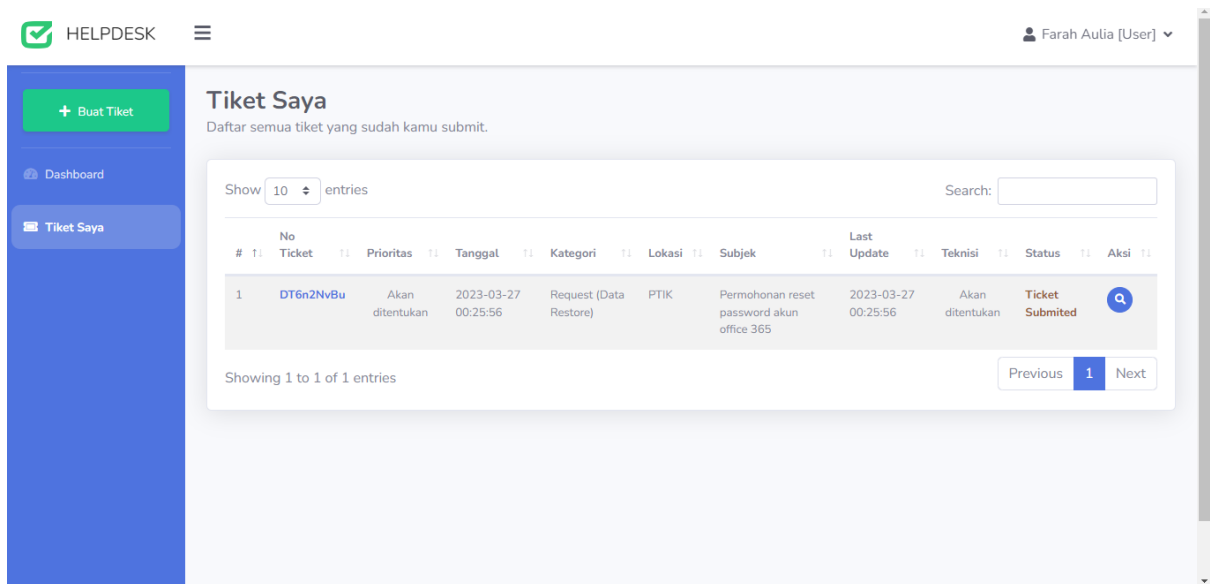 HELPDESK
Farah Aulia [User]
Buat Tiket
Dashboard
Tiket Saya
Tiket Saya
Daftar semua tiket yang sudah kamu submit.
Show 10 entries
Search:
# No Ticket Prioritas Tanggal Kategori Lokasi Subjek Last Update Teknisi Status Aksi
1 DT6n2NvBu Akan ditentukan 2023-03-27 00:25:56 Request (Data Restore) PTIK Permohonan reset password akun office 365 2023-03-27 00:25:56 Akan ditentukan Ticket Submited
Showing 1 to 1 of 1 entries
Previous 1 Next